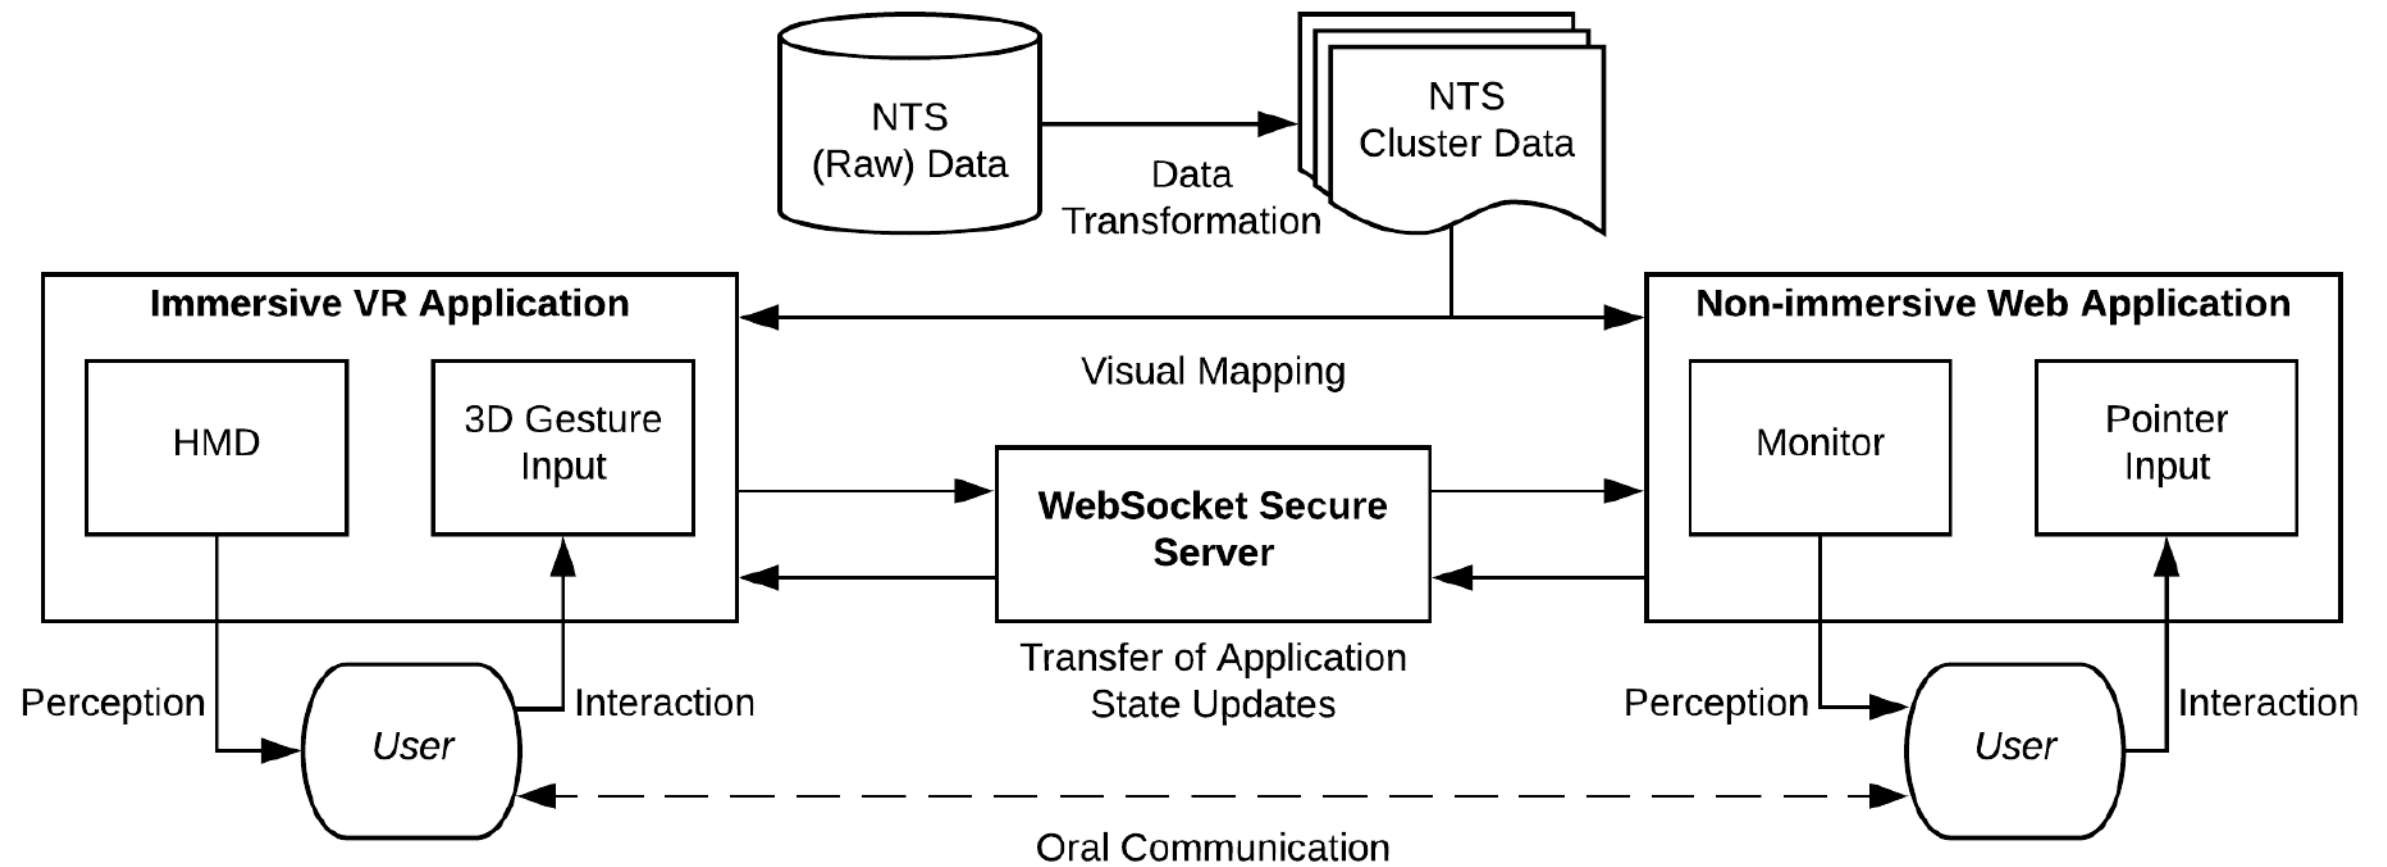 NTS
(Raw) Data
Data
Transformation
NTS
Cluster Data
Immersive VR Application
HMD
3D Gesture
Input
Visual Mapping
Non-immersive Web Application
Monitor
Pointer
Input
WebSocket Secure
Server
Transfer of Application
State Updates
Perception
User
Interaction
Perception
User
Interaction
Oral Communication